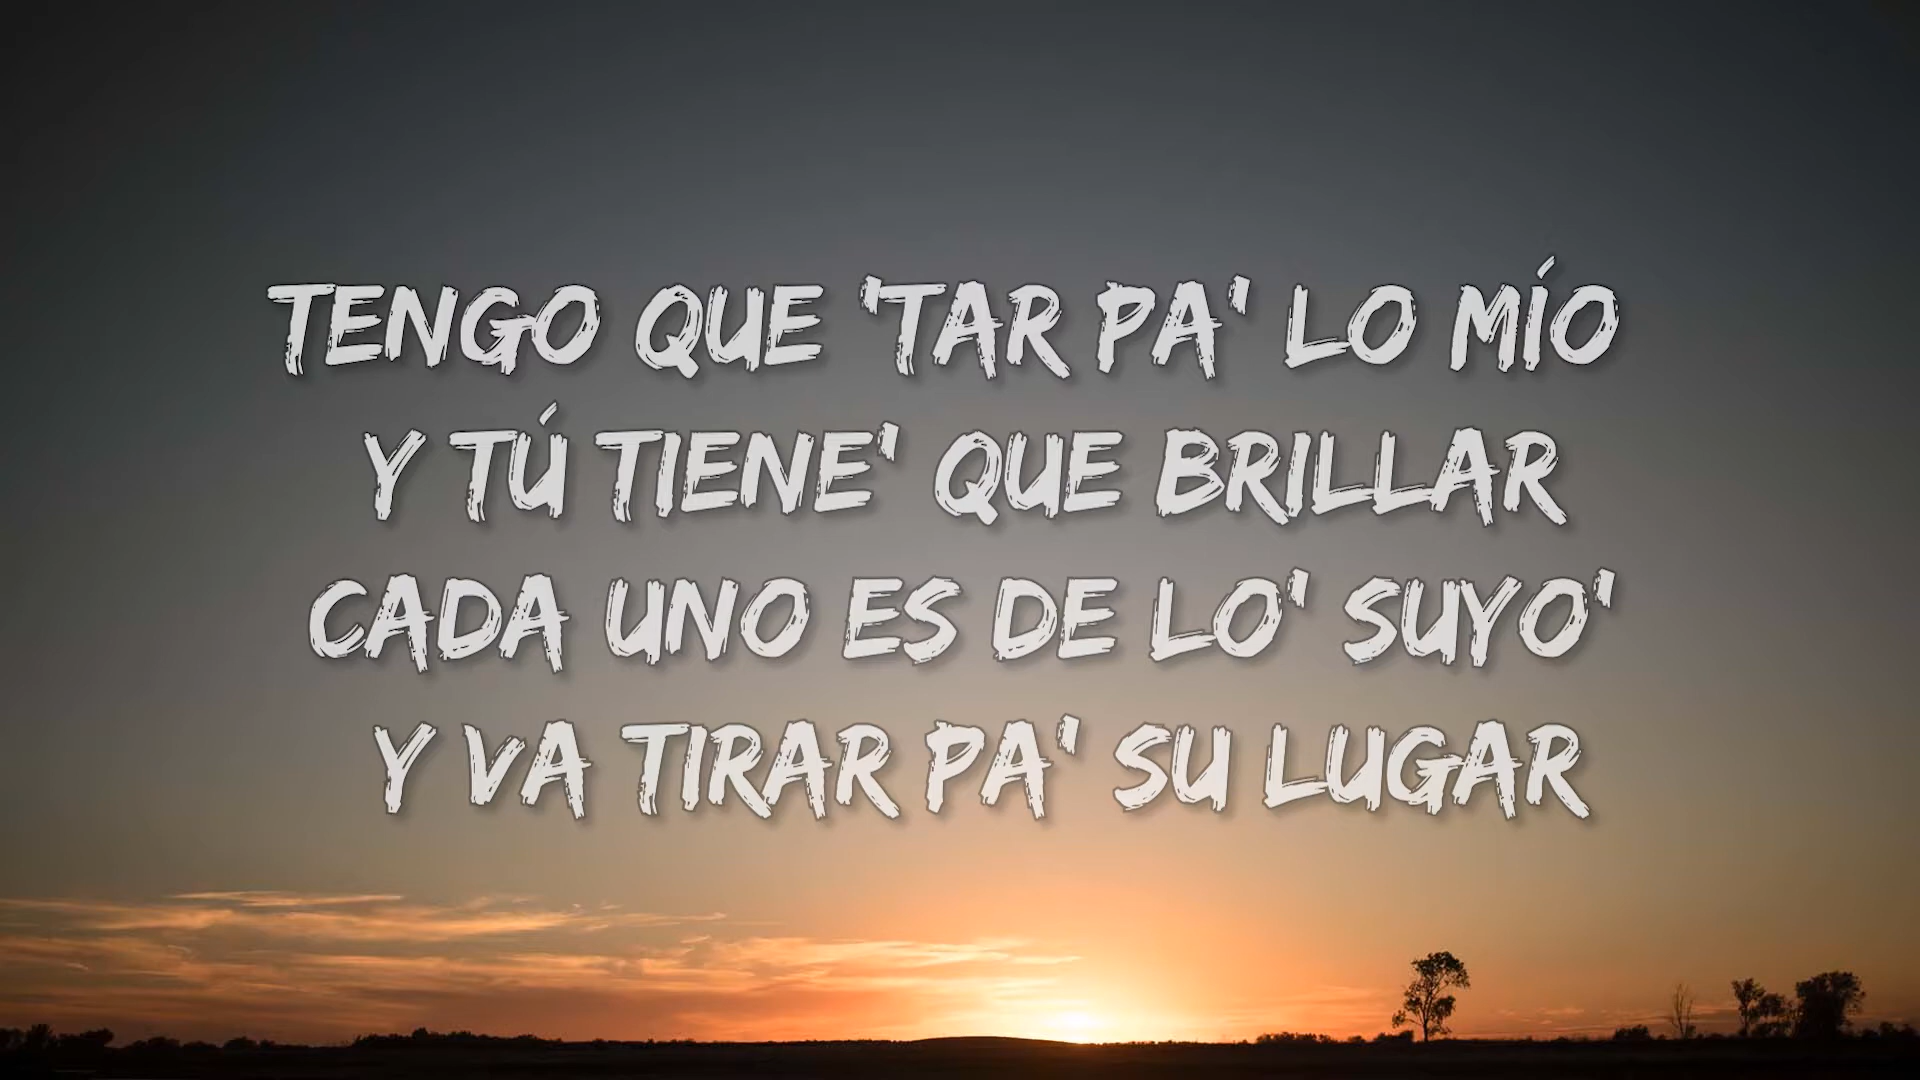 TENGO QUE 'TAR PA' LO MÍO
Y TÚ TIENE' QUE BRILLAR
CADA UNO ES DE LO' SUYO'
Y VA TIRAR PA' SU LUGAR